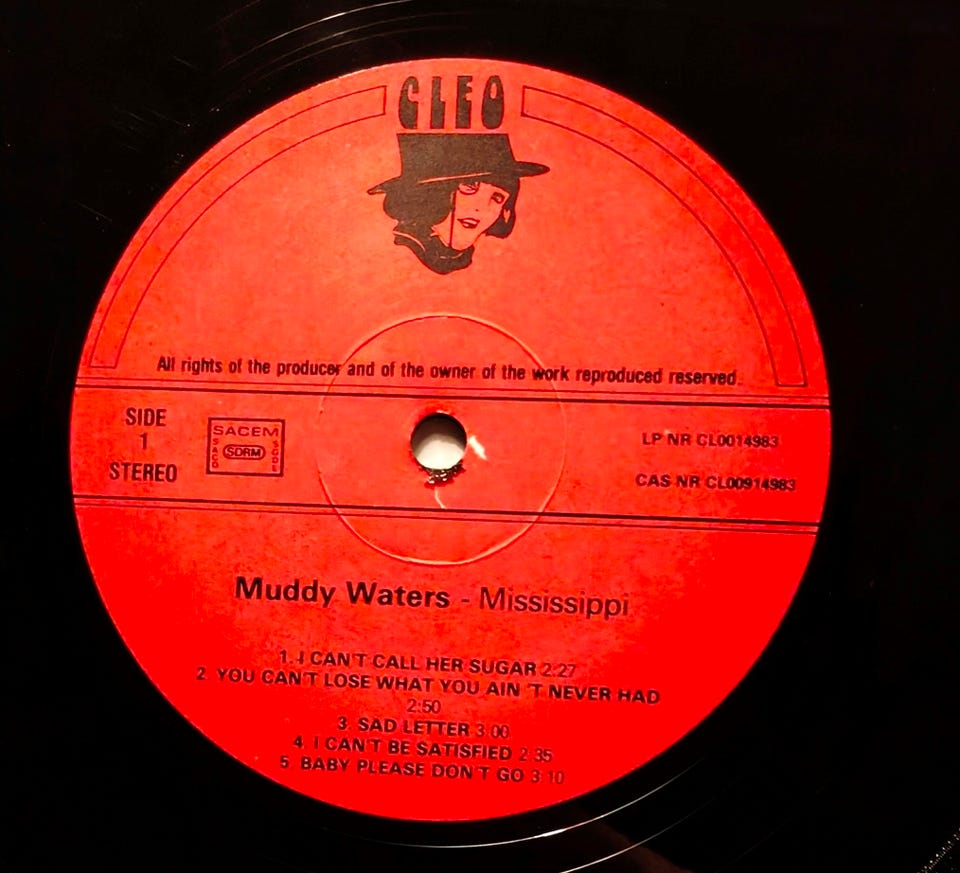 CLEO
All rights of the producer and of the owner of the work reproduced reserved.
SIDE
1
STEREO
SACEM
SACD
SDRM
SGDL
LP NR CL0014983
CAS NR CL00914983
Muddy Waters - Mississippi
1. I CAN'T CALL HER SUGAR 2:27
2 YOU CAN'T LOSE WHAT YOU AIN 'T NEVER HAD
2:50
3 SAD LETTER 3 00
4 I CAN'T BE SATISFIED 2 35
5 BABY PLEASE DON'T GO 3 10